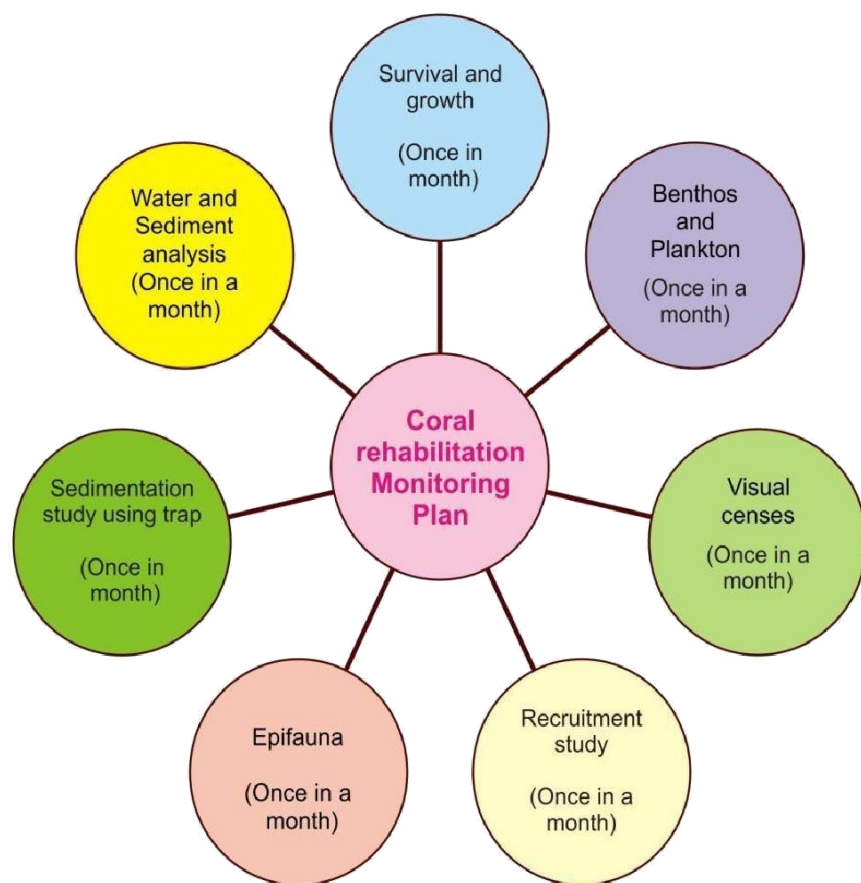 Survival and
growth
(Once in
month)
Benthos
and
Plankton
(Once in a
month)
Visual
censes
(Once in a
month)
Recruitment
study
(Once in a
month)
Epifauna
(Once in a
month)
Sedimentation
study using trap
(Once in
month)
Water and
Sediment
analysis
(Once in a
month)
Coral
rehabilitation
Monitoring
Plan